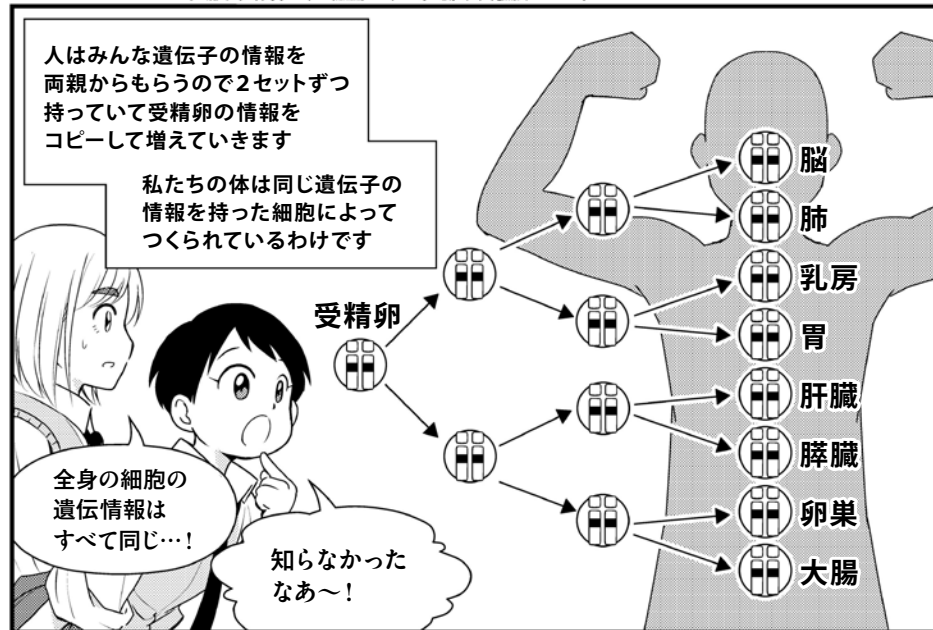 人はみんな遺伝子の情報を
両親からもらうので2セットずつ
持っていて受精卵の情報を
コピーして増えていきます
私たちの体は同じ遺伝子の
情報を持った細胞によって
つくられているわけです
受精卵
脳
肺
乳房
胃
肝臓
膵臓
卵巣
大腸
全身の細胞の
遺伝情報は
すべて同じ…!
知らなかった
なあ〜!